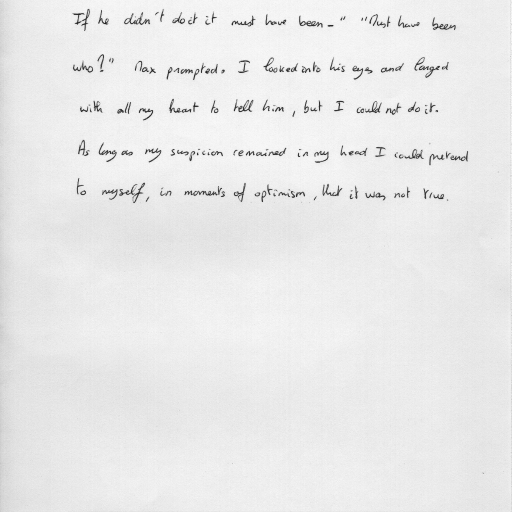 If he didn't do it it must have been-" "Must have been
who?" Max prompted. I looked into his eyes and longed
with all my heart to tell him, but I could not do it.
As long as my suspicion remained in my head I could pretend
to myself, in moments of optimism, that it was not true.